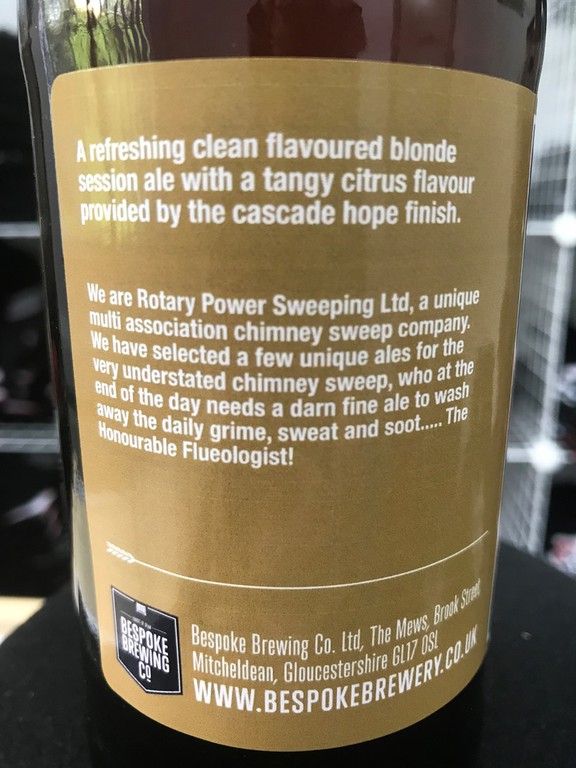 A refreshing clean flavoured blonde
session ale with a tangy citrus flavour
provided by the cascade hope finish.
We are Rotary Power Sweeping Ltd, a unique
multi association chimney sweep company.
We have selected a few unique ales for the
very understated chimney sweep, who at the
end of the day needs a darn fine ale to wash
away the daily grime, sweat and soot..... The
Honourable Flueologist!
BESPOKE
BREWING
CO
Bespoke Brewing Co. Ltd, The Mews, Brook Street
Mitcheldean, Gloucestershire GL17 0SL
WWW.BESPOKEBREWERY.CO.UK